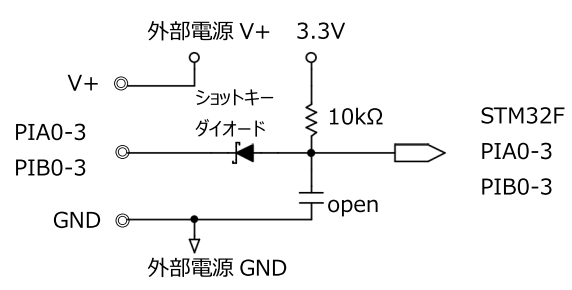 外部電源 V+
3.3V
V+
ショットキー
ダイオード
10kΩ
PIA0-3
PIB0-3
STM32F
PIA0-3
PIB0-3
open
GND
外部電源 GND